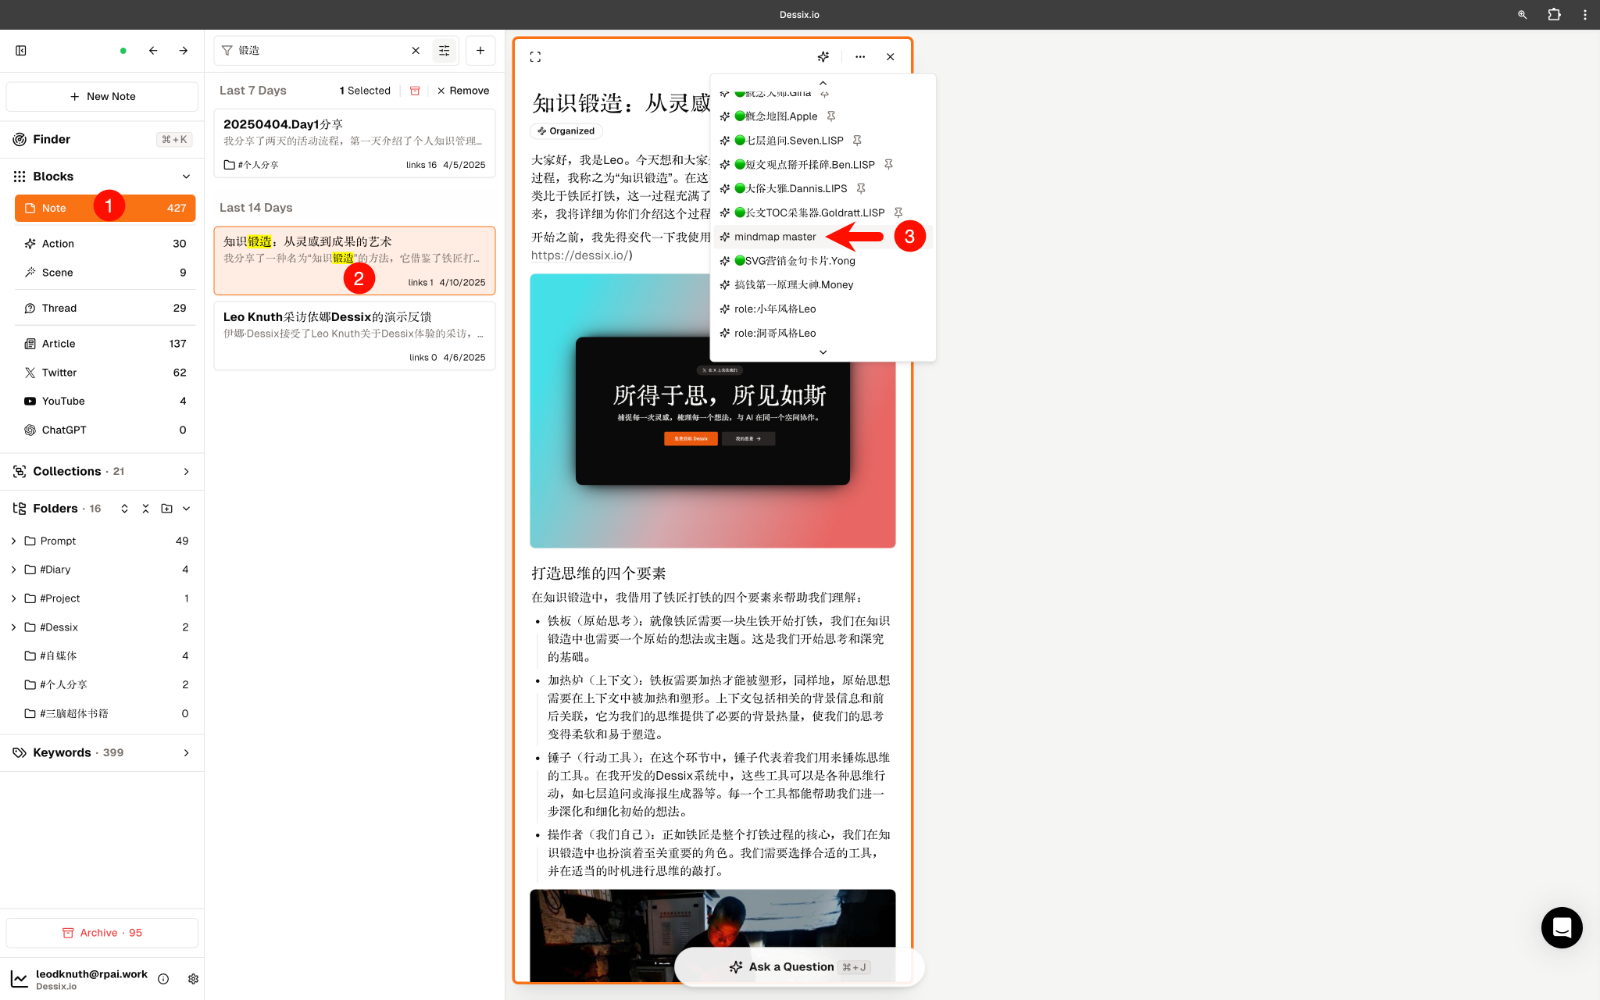 Dessix.io
New Note
Finder
⌘+K
Blocks
Note 427
1
Action 30
Scene 9
Thread 29
Article 137
Twitter 62
YouTube 4
ChatGPT 0
Collections · 21
Folders · 16
Prompt 49
#Diary 4
#Project 1
#Dessix 2
#自媒体 4
#个人分享 2
#三脑超体书籍 0
Keywords · 399
Archive · 95
leodknuth@rpai.work
Dessix.io
锻造
Last 7 Days
1 Selected
Remove
20250404.Day1分享
我分享了两天的活动流程，第一天介绍了个人知识管理...
#个人分享
links 16 4/5/2025
Last 14 Days
知识锻造：从灵感到成果的艺术
我分享了一种名为“知识锻造”的方法，它借鉴了铁匠打...
2
links 1 4/10/2025
Leo Knuth采访依娜Dessix的演示反馈
伊娜·Dessix接受了Leo Knuth关于Dessix体验的采访，...
links 0 4/6/2025
知识锻造：从灵感
Organized
大家好，我是Leo。今天想和大家
过程，我称之为“知识锻造”。在这
类比于铁匠打铁，这一过程充满了
来，我将详细为你们介绍这个过程
开始之前，我先得交代一下我使用
https://dessix.io/)
概念大师.Gina
概念地图.Apple
七层追问.Seven.LISP
短文观点掰开揉碎.Ben.LISP
大俗大雅.Dannis.LIPS
长文TOC采集器.Goldratt.LISP
mindmap master
3
SVG营销金句卡片.Yong
搞钱第一原理大神.Money
role:小年风格Leo
role:洞哥风格Leo
所得于思，所见如斯
捕捉每一次灵感，梳理每一个想法，与 AI 在同一个空间协作。
打造思维的四个要素
在知识锻造中，我借用了铁匠打铁的四个要素来帮助我们理解：
• 铁板（原始思考）：就像铁匠需要一块生铁开始打铁，我们在知识
锻造中也需要一个原始的想法或主题。这是我们开始思考和深究
的基础。
• 加热炉（上下文）：铁板需要加热才能被塑形，同样地，原始思想
需要在上下文中被加热和塑形。上下文包括相关的背景信息和前
后关联，它为我们的思维提供了必要的背景热量，使我们的思考
变得柔软和易于塑造。
• 锤子（行动工具）：在这个环节中，锤子代表着我们用来锤炼思维
的工具。在我开发的Dessix系统中，这些工具可以是各种思维行
动，如七层追问或海报生成器等。每一个工具都能帮助我们进一
步深化和细化初始的想法。
• 操作者（我们自己）：正如铁匠是整个打铁过程的核心，我们在知
识锻造中也扮演着至关重要的角色。我们需要选择合适的工具，
并在适当的时机进行思维的敲打。
Ask a Question ⌘+J